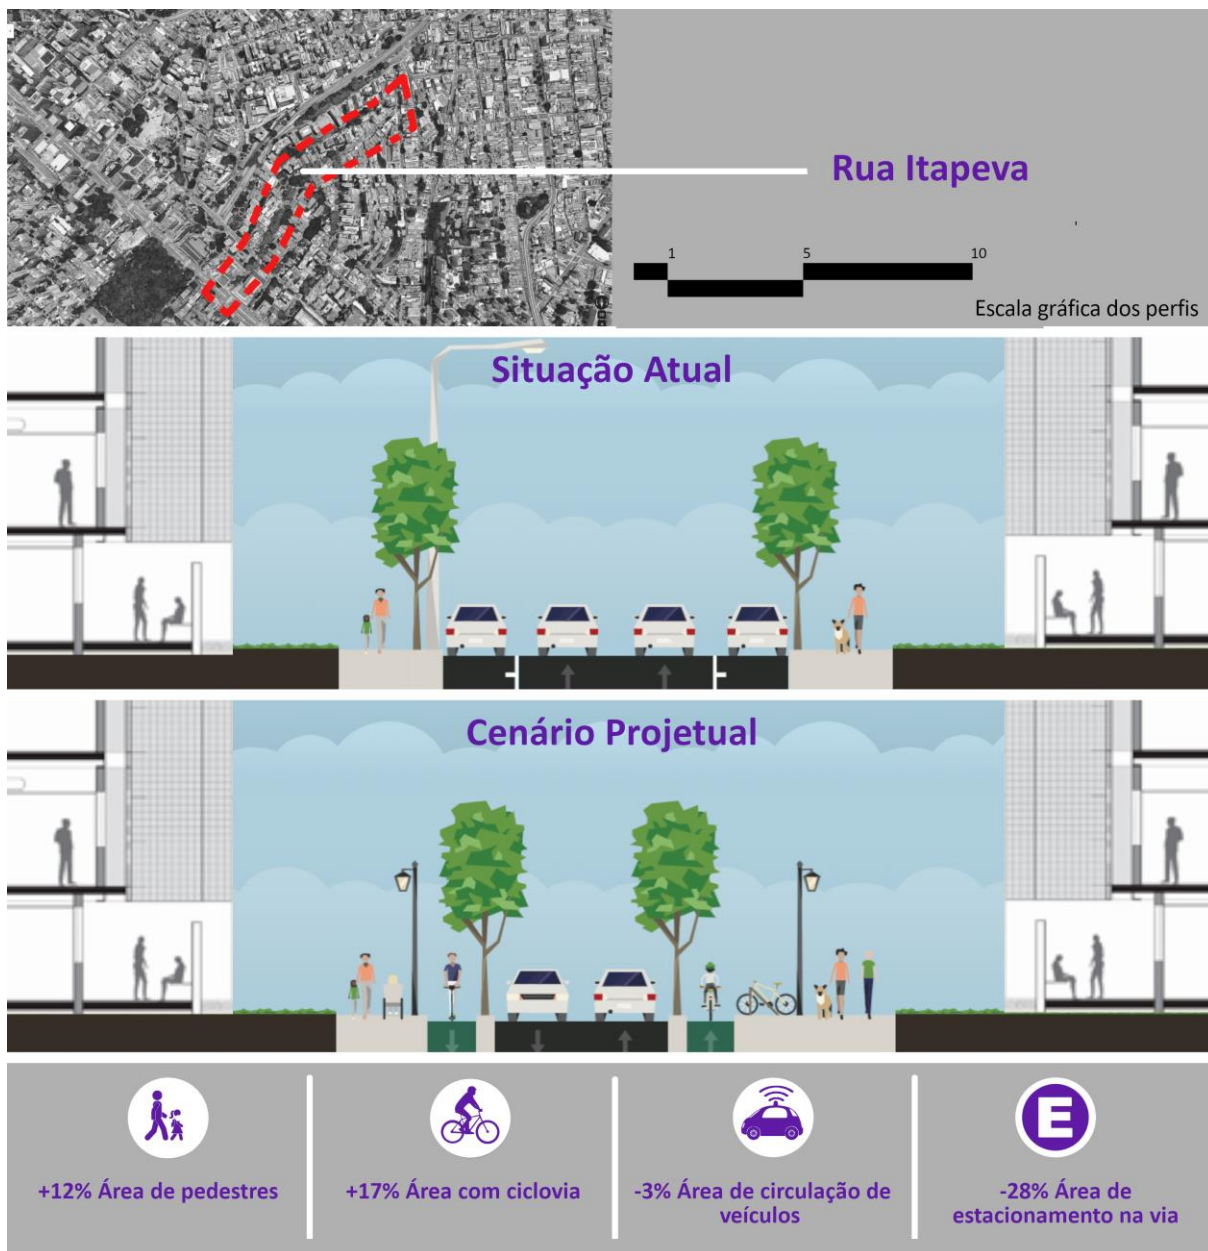 Rua Itapeva
1 5 10
Escala gráfica dos perfis
Situação Atual
Cenário Projetual
E
+12% Área de pedestres
+17% Área com ciclovia
-3% Área de circulação de
veículos
-28% Área de
estacionamento na via